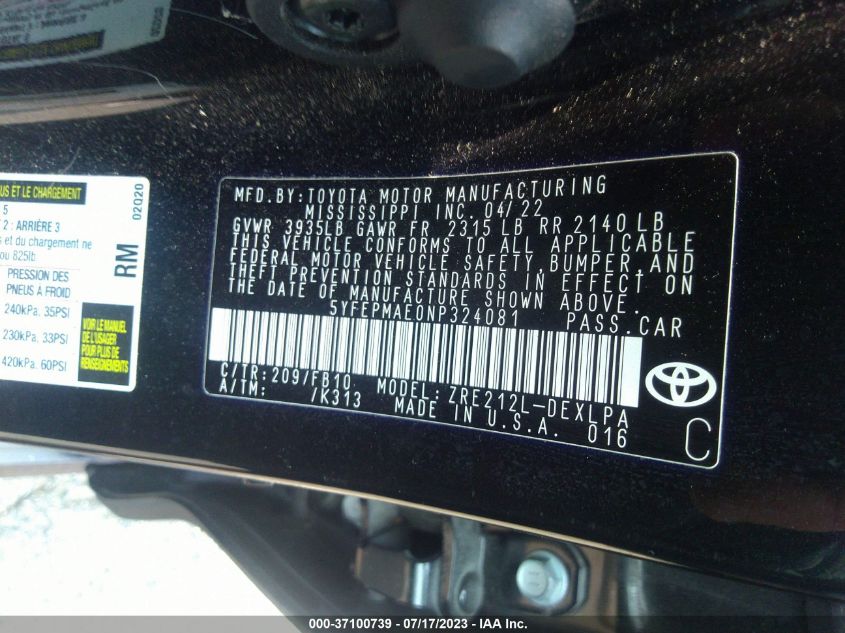 US ET LE CHARGEMENT
5
2 : ARRIÈRE 3
s et du chargement ne
ou 825lb
PRESSION DES
PNEUS À FROID
240kPa, 35PSI
230kPa, 33PSI
420kPa, 60PSI
VOIR LE MANUEL
DE L'USAGER
POUR PLUS DE
RENSEIGNEMENTS
02020
RM
MFD.BY:TOYOTA MOTOR MANUFACTURING
MISSISSIPPI INC. 04/22
GVWR 3935LB GAWR FR 2315 LB RR 2140 LB
THIS VEHICLE CONFORMS TO ALL APPLICABLE
FEDERAL MOTOR VEHICLE SAFETY,BUMPER,AND
THEFT PREVENTION STANDARDS IN EFFECT ON
THE DATE OF MANUFACTURE SHOWN ABOVE.
5YFEPMAE0NP324081 PASS.CAR
C/TR:209/FB10 MODEL:ZRE212L-DEXLPA
A/TM: /K313 MADE IN U.S.A. 016
C
000-37100739 - 07/17/2023 - IAA Inc.